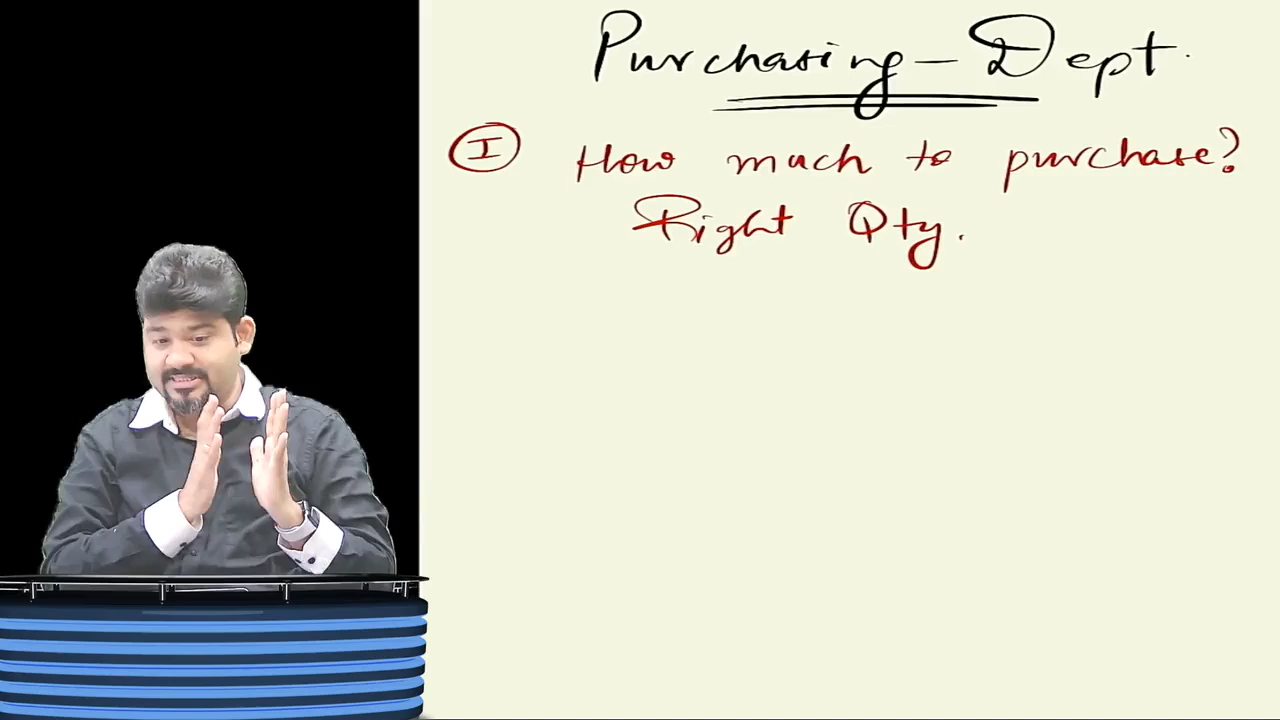 Purchasing - Dept.
I How much to purchase?
Right Qty.